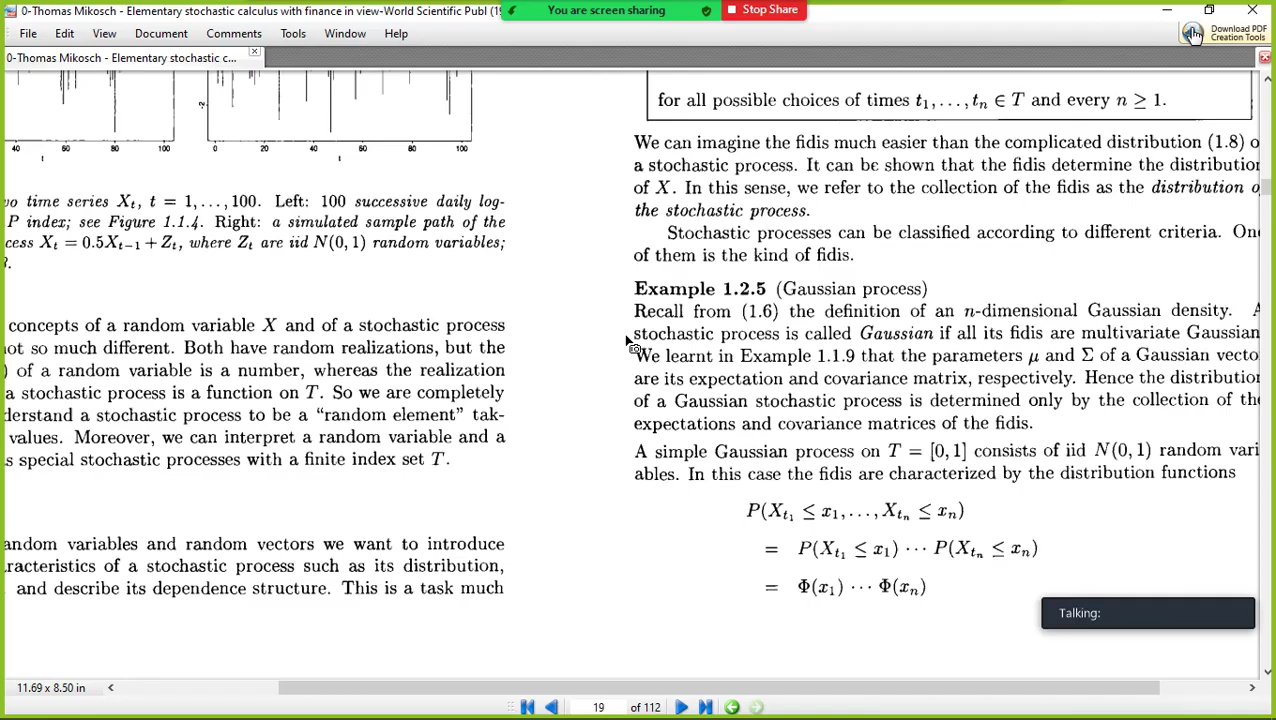 0-Thomas Mikosch - Elementary stochastic calculus with finance in view-World Scientific Publ (19
You are screen sharing
Stop Share
File Edit View Document Comments Tools Window Help
Download PDF
Creation Tools
0-Thomas Mikosch - Elementary stochastic c...
-2
40 60 80 100
0 20 40 60 80 100
t
t
wo time series Xt, t = 1, . . . , 100. Left: 100 successive daily log-
P index; see Figure 1.1.4. Right: a simulated sample path of the
cess Xt = 0.5Xt−1 + Zt, where Zt are iid N(0, 1) random variables;
concepts of a random variable X and of a stochastic process
ot so much different. Both have random realizations, but the
) of a random variable is a number, whereas the realization
a stochastic process is a function on T. So we are completely
derstand a stochastic process to be a “random element” tak-
values. Moreover, we can interpret a random variable and a
s special stochastic processes with a finite index set T.
andom variables and random vectors we want to introduce
racteristics of a stochastic process such as its distribution,
and describe its dependence structure. This is a task much
for all possible choices of times t1, . . . , tn ∈ T and every n ≥ 1.
We can imagine the fidis much easier than the complicated distribution (1.8) o
a stochastic process. It can be shown that the fidis determine the distribution
of X. In this sense, we refer to the collection of the fidis as the distribution o
the stochastic process.
Stochastic processes can be classified according to different criteria. On
of them is the kind of fidis.
Example 1.2.5 (Gaussian process)
Recall from (1.6) the definition of an n-dimensional Gaussian density. A
stochastic process is called Gaussian if all its fidis are multivariate Gaussian
We learnt in Example 1.1.9 that the parameters μ and Σ of a Gaussian vecto
are its expectation and covariance matrix, respectively. Hence the distribution
of a Gaussian stochastic process is determined only by the collection of the
expectations and covariance matrices of the fidis.
A simple Gaussian process on T = [0, 1] consists of iid N(0, 1) random vari
ables. In this case the fidis are characterized by the distribution functions
P(Xt1 ≤ x1, . . . , Xtn ≤ xn)
= P(Xt1 ≤ x1) · · · P(Xtn ≤ xn)
= Φ(x1) · · · Φ(xn)
Talking:
11.69 x 8.50 in
19 of 112